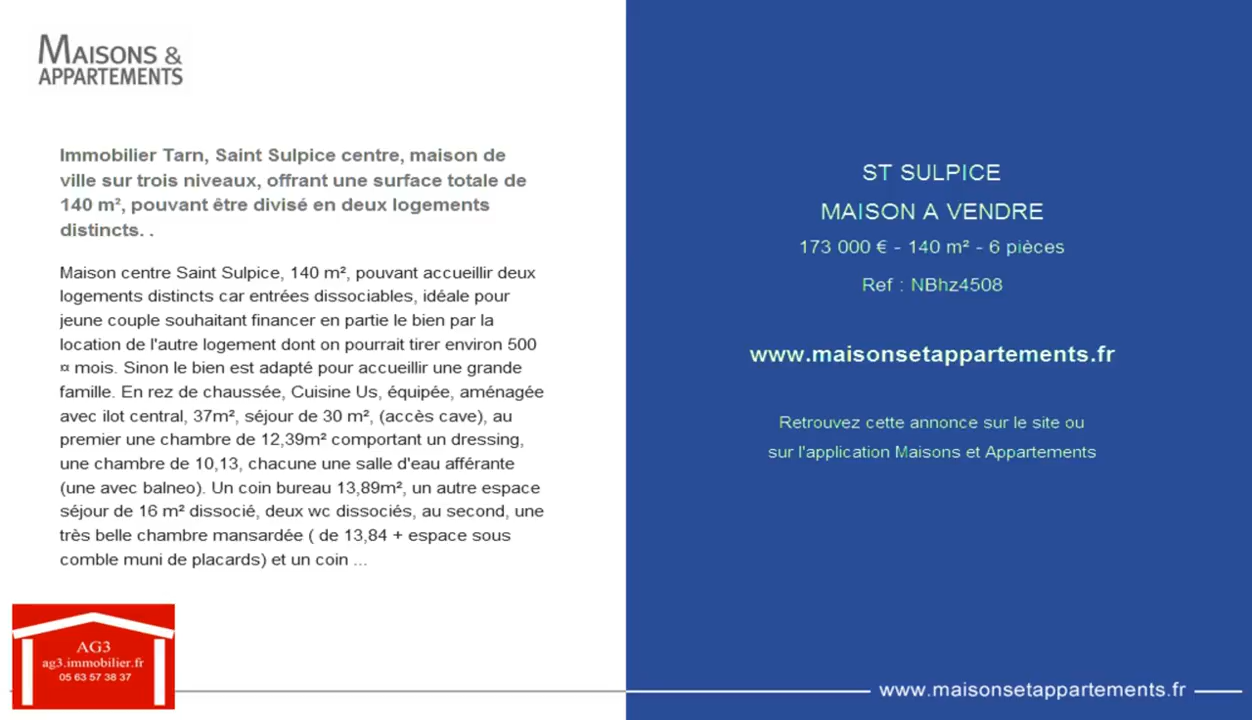 MAISONS &
APPARTEMENTS
Immobilier Tarn, Saint Sulpice centre, maison de
ville sur trois niveaux, offrant une surface totale de
140 m², pouvant être divisé en deux logements
distincts. .
Maison centre Saint Sulpice, 140 m², pouvant accueillir deux
logements distincts car entrées dissociables, idéale pour
jeune couple souhaitant financer en partie le bien par la
location de l'autre logement dont on pourrait tirer environ 500
¤ mois. Sinon le bien est adapté pour accueillir une grande
famille. En rez de chaussée, Cuisine Us, équipée, aménagée
avec ilot central, 37m², séjour de 30 m², (accès cave), au
premier une chambre de 12,39m² comportant un dressing,
une chambre de 10,13, chacune une salle d'eau afférante
(une avec balneo). Un coin bureau 13,89m², un autre espace
séjour de 16 m² dissocié, deux wc dissociés, au second, une
très belle chambre mansardée ( de 13,84 + espace sous
comble muni de placards) et un coin ...
AG3
ag3.immobilier.fr
05 63 57 38 37
ST SULPICE
MAISON A VENDRE
173 000 € - 140 m² - 6 pièces
Ref : NBhz4508
www.maisonsetappartements.fr
Retrouvez cette annonce sur le site ou
sur l'application Maisons et Appartements
www.maisonsetappartements.fr